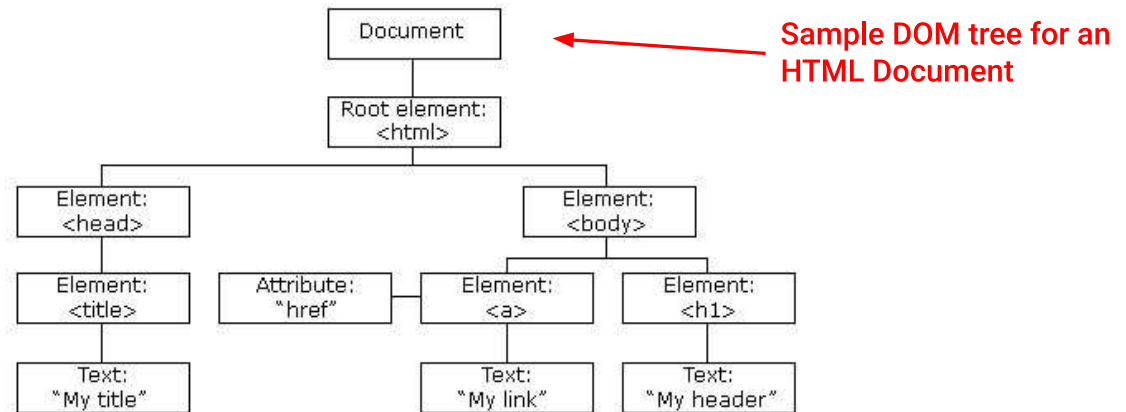 Document
Sample DOM tree for an
HTML Document
Root element:
<html>
Element:
<head>
Element:
<body>
Element:
<title>
Attribute:
"href"
Element:
<a>
Element:
<h1>
Text:
"My title"
Text:
"My link"
Text:
"My header"